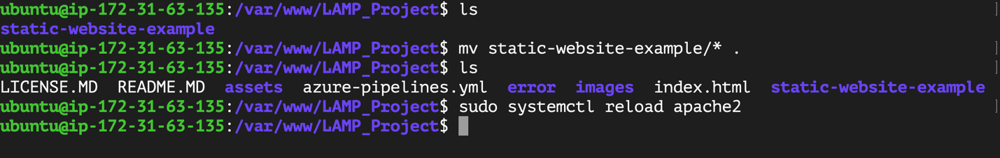 ubuntu@ip-172-31-63-135:/var/www/LAMP_Project$ ls
static-website-example
ubuntu@ip-172-31-63-135:/var/www/LAMP_Project$ mv static-website-example/* .
ubuntu@ip-172-31-63-135:/var/www/LAMP_Project$ ls
LICENSE.MD  README.MD  assets  azure-pipelines.yml  error  images  index.html  static-website-example
ubuntu@ip-172-31-63-135:/var/www/LAMP_Project$ sudo systemctl reload apache2
ubuntu@ip-172-31-63-135:/var/www/LAMP_Project$